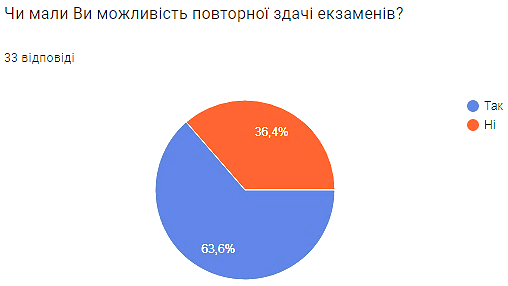 Чи мали Ви можливість повторної здачі екзаменів?
33 відповіді
Так
Ні
36,4%
63,6%